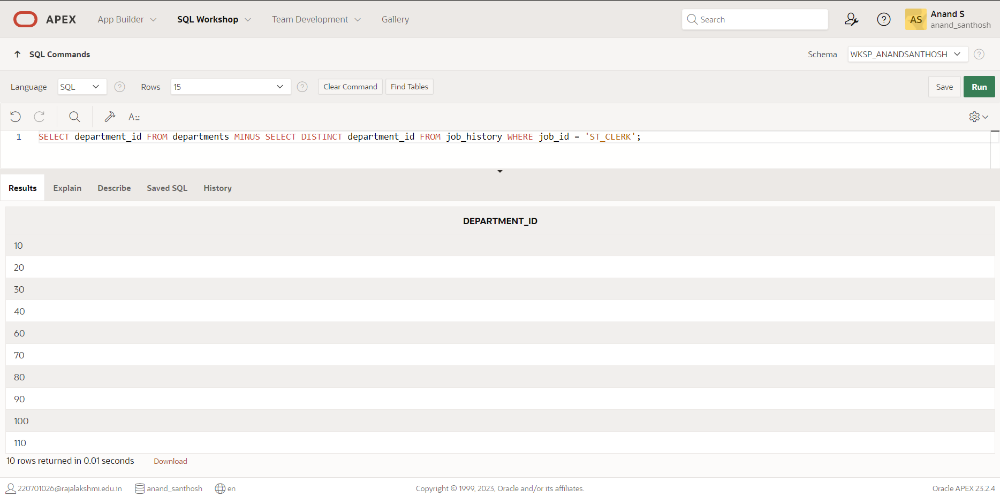 APEX App Builder SQL Workshop Team Development Gallery Search AS Anand S
anand_santhosh
SQL Commands Schema WKSP_ANANDSANTHOSH
Language SQL Rows 15 Clear Command Find Tables Save Run
1 SELECT department_id FROM departments MINUS SELECT DISTINCT department_id FROM job_history WHERE job_id = 'ST_CLERK';
Results Explain Describe Saved SQL History
DEPARTMENT_ID
10
20
30
40
60
70
80
90
100
110
10 rows returned in 0.01 seconds Download
220701026@rajalakshmi.edu.in anand_santhosh en Copyright © 1999, 2023, Oracle and/or its affiliates. Oracle APEX 23.2.4